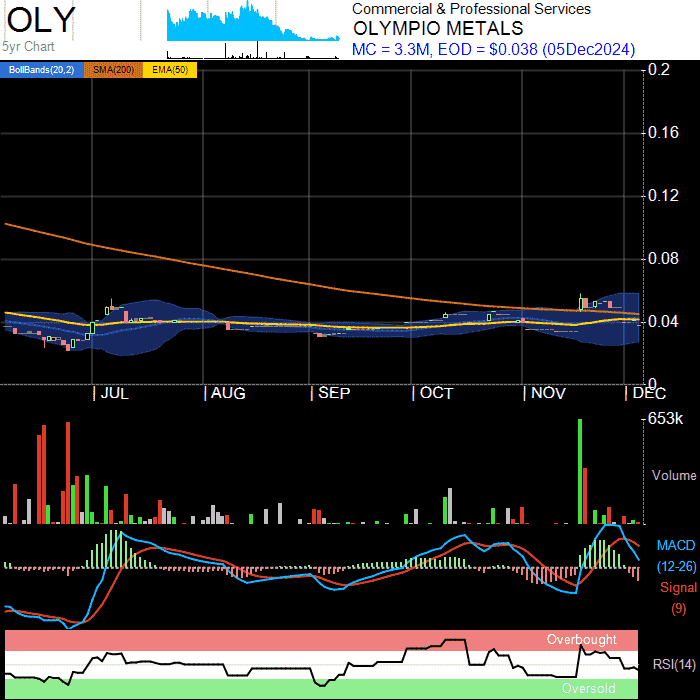 OLY
5yr Chart
Commercial & Professional Services
OLYMPIO METALS
MC = 3.3M, EOD = $0.038 (05Dec2024)
BollBands(20,2) SMA(200) EMA(50)
0.2
0.16
0.12
0.08
0.04
0
JUL AUG SEP OCT NOV DEC
653k
Volume
MACD
(12-26)
Signal
(9)
Overbought
RSI(14)
Oversold